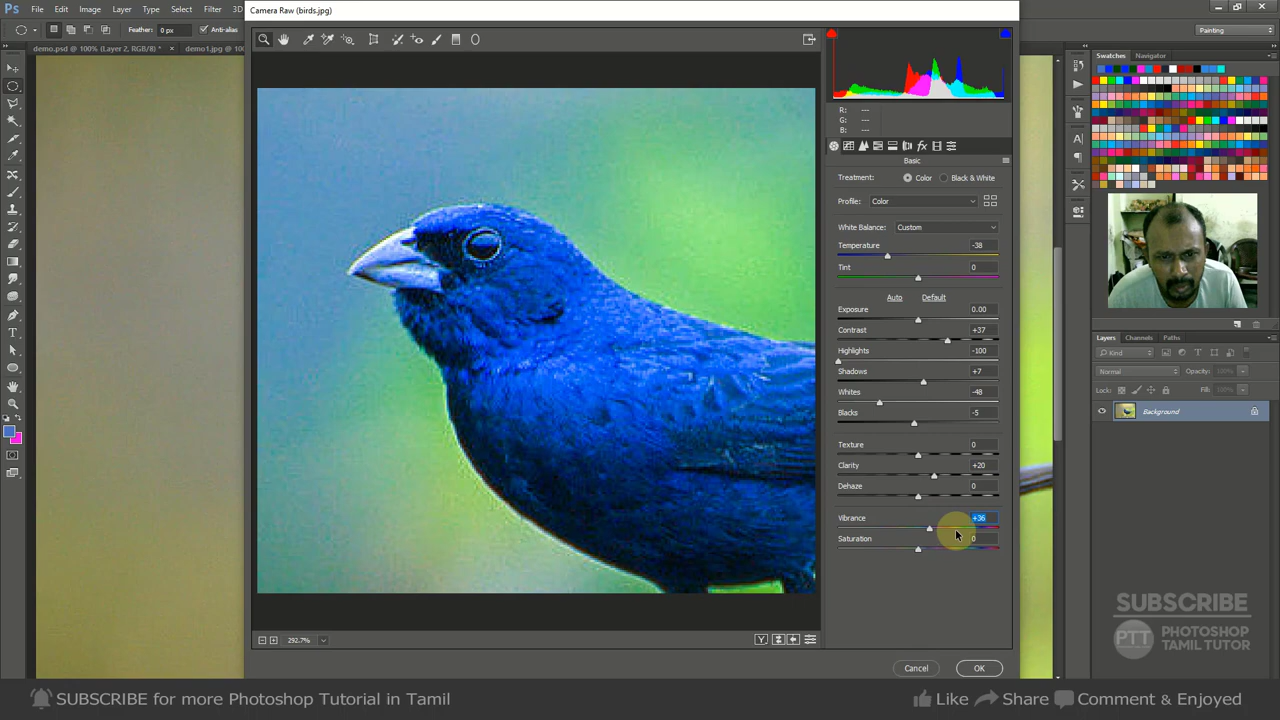 Ps File Edit Image Layer Type Select Filter 3D
Camera Raw (birds.jpg)
Feather: 0 px Anti-alias
Painting
demo.psd @ 100% (Layer 2, RGB/8) * × demo1.jpg @ 10
Swatches Navigator
R: ---
G: ---
B: ---
Basic
Treatment: Color Black & White
Profile: Color
White Balance: Custom
Temperature -38
Tint 0
Auto Default
Exposure 0.00
Contrast +37
Highlights -100
Shadows +7
Whites -48
Blacks -5
Texture 0
Clarity +20
Dehaze 0
Vibrance +36
Saturation 0
Layers Channels Paths
Kind
Normal Opacity: 100%
Lock: Fill: 100%
Background
292.7%
Y
Cancel OK
SUBSCRIBE
PTT PHOTOSHOP
TAMIL TUTOR
SUBSCRIBE for more Photoshop Tutorial in Tamil
Like Share Comment & Enjoyed